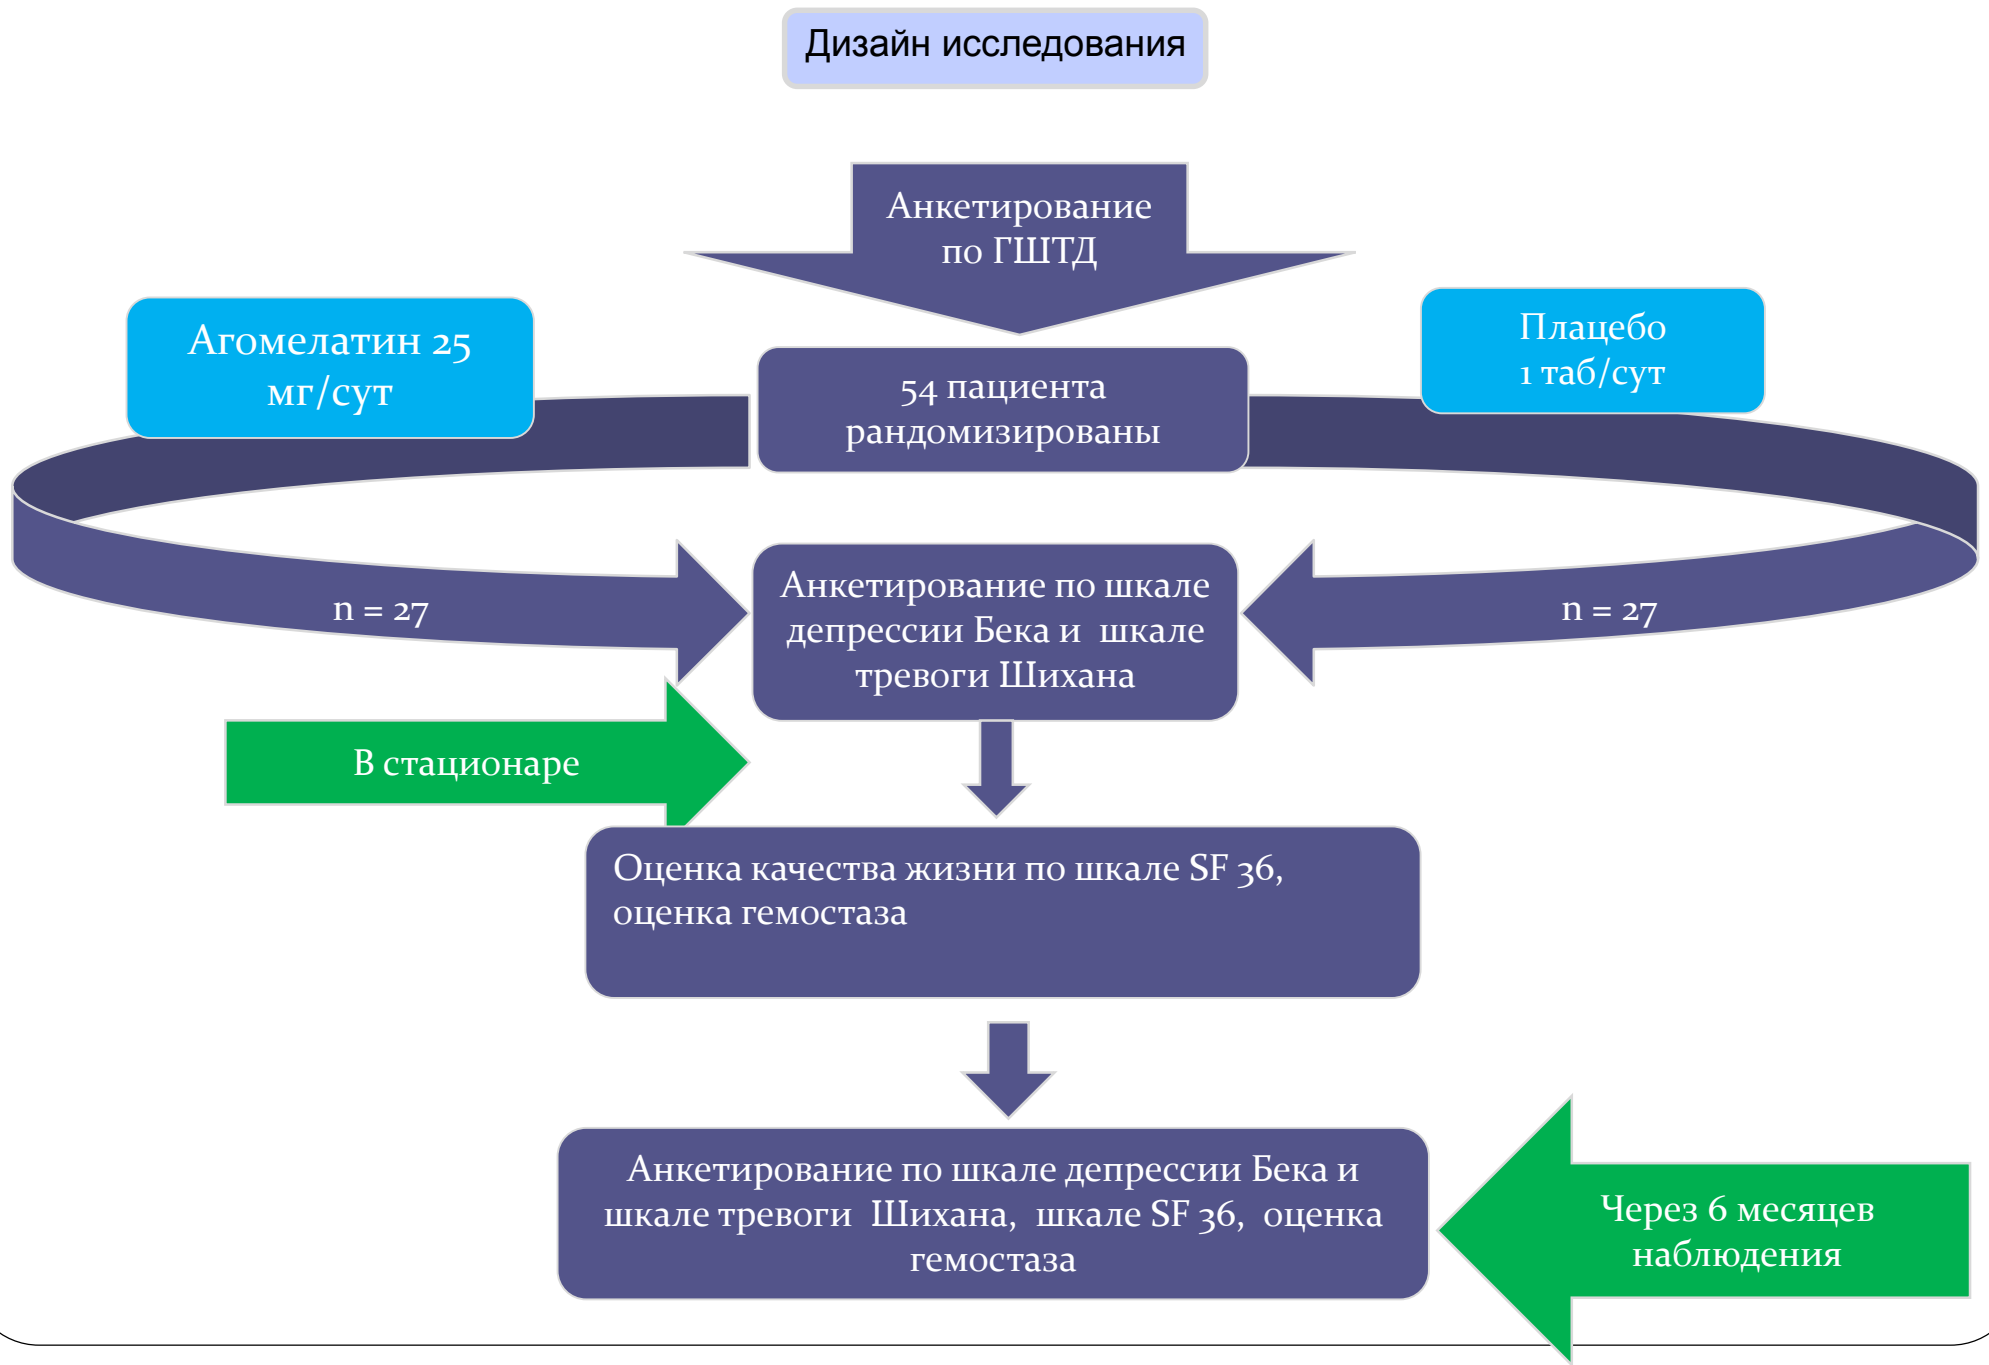 Дизайн исследования
Анкетирование
по ГШТД
Агомелатин 25
мг/сут
Плацебо
1 таб/сут
54 пациента
рандомизированы
n = 27
Анкетирование по шкале
депрессии Бека и шкале
тревоги Шихана
n = 27
В стационаре
Оценка качества жизни по шкале SF 36,
оценка гемостаза
Анкетирование по шкале депрессии Бека и
шкале тревоги Шихана, шкале SF 36, оценка
гемостаза
Через 6 месяцев
наблюдения